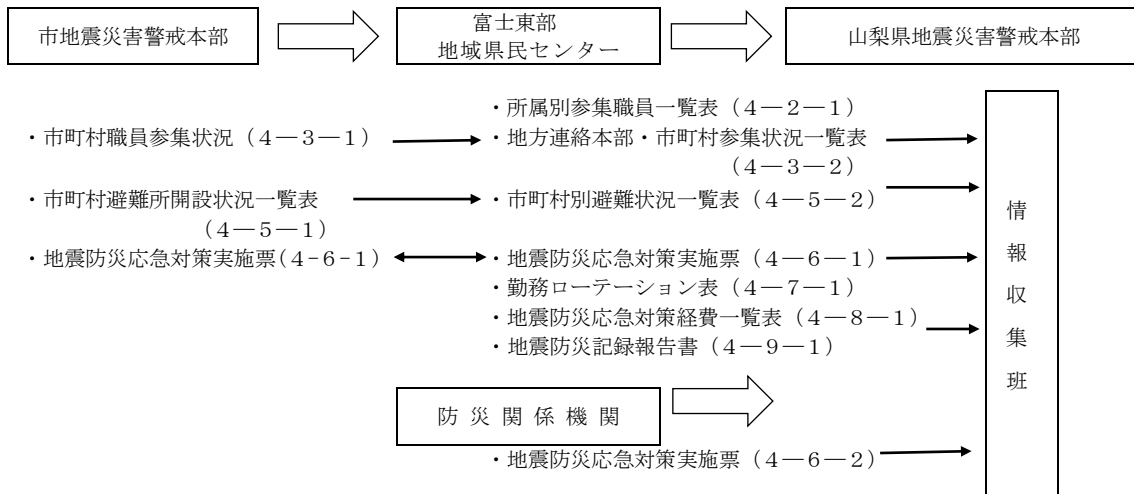 市地震災害警戒本部
富士東部
地域県民センター
山梨県地震災害警戒本部
・所属別参集職員一覧表（4－2－1）
・市町村職員参集状況（4－3－1）
・地方連絡本部・市町村参集状況一覧表
（4－3－2）
・市町村避難所開設状況一覧表
（4－5－1）
・市町村別避難状況一覧表（4－5－2）
・地震防災応急対策実施票(4-6-1)
・地震防災応急対策実施票（4－6－1）
・勤務ローテーション表（4－7－1）
・地震防災応急対策経費一覧表（4－8－1）
・地震防災記録報告書（4－9－1）
情報収集班
防災関係機関
・地震防災応急対策実施票（4－6－2）